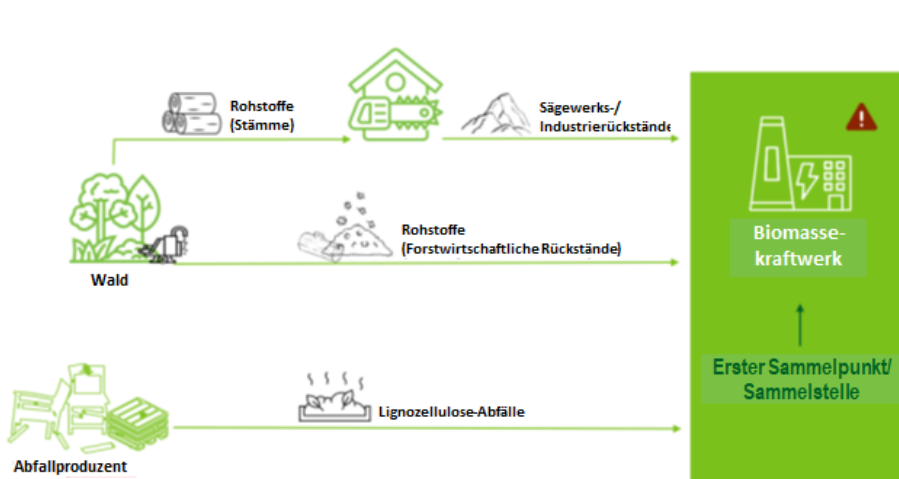 Rohstoffe
(Stämme)
Sägewerks-/
Industrierückstände
Rohstoffe
(Forstwirtschaftliche Rückstände)
Wald
Biomasse-
kraftwerk
Erster Sammelpunkt/
Sammelstelle
Lignozellulose-Abfälle
Abfallproduzent